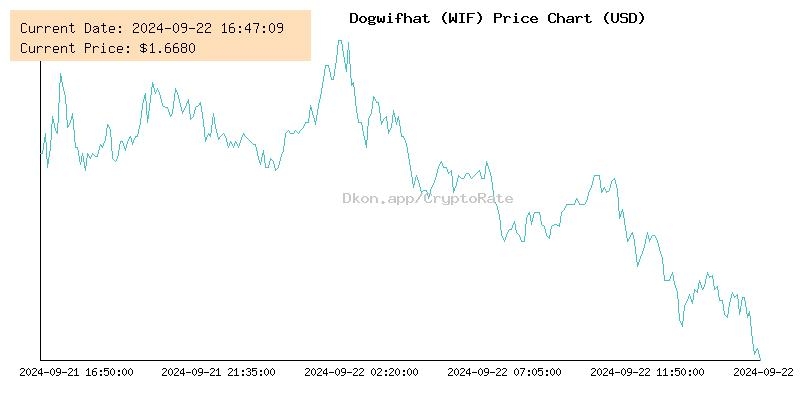 Dogwifhat (WIF) Price Chart (USD)
Current Date: 2024-09-22 16:47:09
Current Price: $1.6680
Dkon.app/CryptoRate
2024-09-21 16:50:00 2024-09-21 21:35:00 2024-09-22 02:20:00 2024-09-22 07:05:00 2024-09-22 11:50:00 2024-09-22